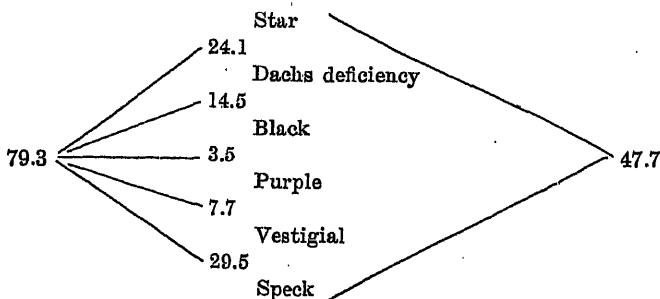 Star
24.1
Dachs deficiency
14.5
Black
79.3 3.5 47.7
Purple
7.7
Vestigial
29.5
Speck